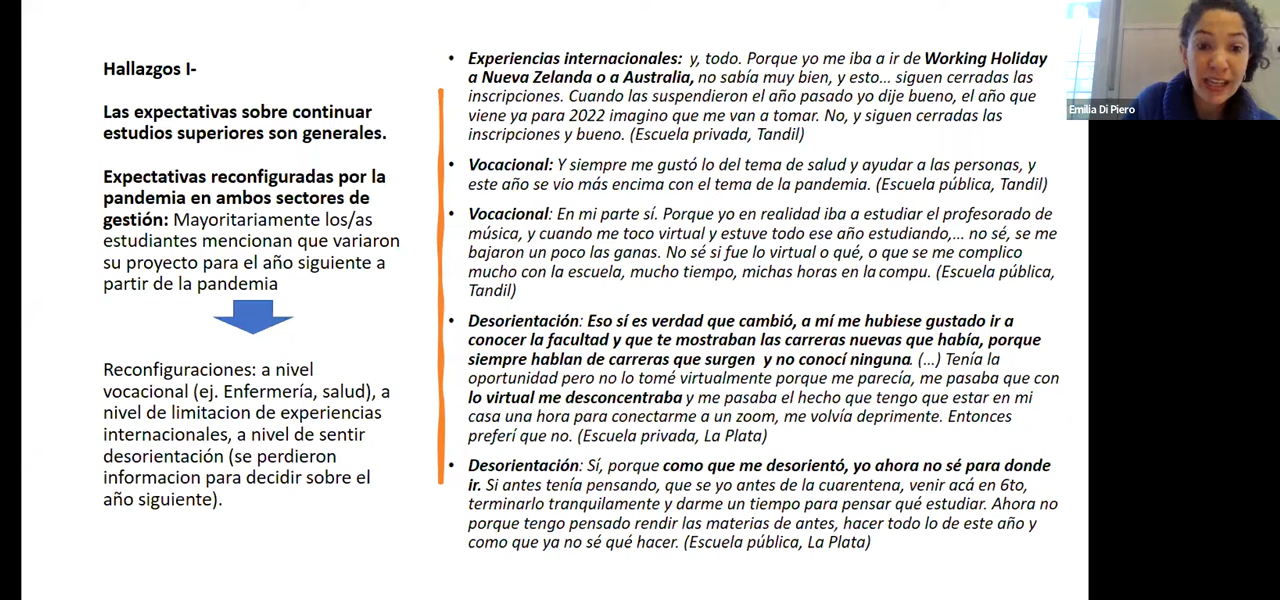 Hallazgos I-
Las expectativas sobre continuar
estudios superiores son generales.
Expectativas reconfiguradas por la
pandemia en ambos sectores de
gestión: Mayoritariamente los/as
estudiantes mencionan que variaron
su proyecto para el año siguiente a
partir de la pandemia
Reconfiguraciones: a nivel
vocacional (ej. Enfermería, salud), a
nivel de limitacion de experiencias
internacionales, a nivel de sentir
desorientación (se perdieron
informacion para decidir sobre el
año siguiente).
• Experiencias internacionales: y, todo. Porque yo me iba a ir de Working Holiday
a Nueva Zelanda o a Australia, no sabía muy bien, y esto... siguen cerradas las
inscripciones. Cuando las suspendieron el año pasado yo dije bueno, el año que
viene ya para 2022 imagino que me van a tomar. No, y siguen cerradas las
inscripciones y bueno. (Escuela privada, Tandil)
• Vocacional: Y siempre me gustó lo del tema de salud y ayudar a las personas, y
este año se vio más encima con el tema de la pandemia. (Escuela pública, Tandil)
• Vocacional: En mi parte sí. Porque yo en realidad iba a estudiar el profesorado de
música, y cuando me toco virtual y estuve todo ese año estudiando,... no sé, se me
bajaron un poco las ganas. No sé si fue lo virtual o qué, o que se me complico
mucho con la escuela, mucho tiempo, michas horas en la compu. (Escuela pública,
Tandil)
• Desorientación: Eso sí es verdad que cambió, a mí me hubiese gustado ir a
conocer la facultad y que te mostraban las carreras nuevas que había, porque
siempre hablan de carreras que surgen y no conocí ninguna. (...) Tenía la
oportunidad pero no lo tomé virtualmente porque me parecía, me pasaba que con
lo virtual me desconcentraba y me pasaba el hecho que tengo que estar en mi
casa una hora para conectarme a un zoom, me volvía deprimente. Entonces
preferí que no. (Escuela privada, La Plata)
• Desorientación: Sí, porque como que me desorientó, yo ahora no sé para donde
ir. Si antes tenía pensando, que se yo antes de la cuarentena, venir acá en 6to,
terminarlo tranquilamente y darme un tiempo para pensar qué estudiar. Ahora no
porque tengo pensado rendir las materias de antes, hacer todo lo de este año y
como que ya no sé qué hacer. (Escuela pública, La Plata)
Emilia Di Piero